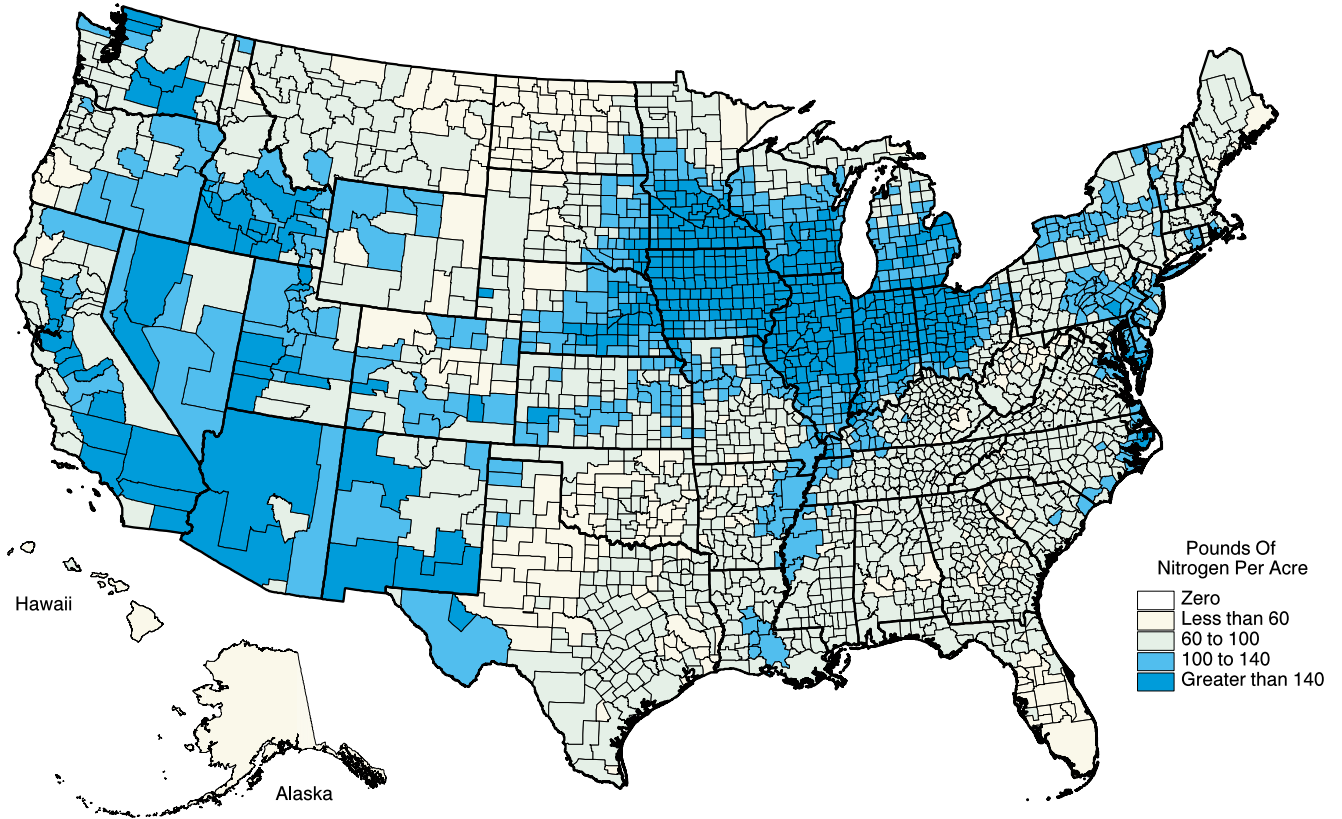 Hawaii
Alaska
Pounds Of
Nitrogen Per Acre
Zero
Less than 60
60 to 100
100 to 140
Greater than 140